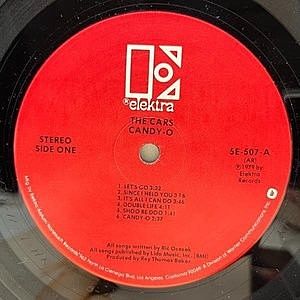 ℗elektra
THE CARS
CANDY-O
STEREO
SIDE ONE
5E-507-A
(AR)
℗1979 by
Elektra
Records
1. LET'S GO 3:32
2. SINCE I HELD YOU 3:16
3. IT'S ALL I CAN DO 3:46
4. DOUBLE LIFE 4:11
5. SHOO BE DOO 1:41
6. CANDY-O 2:37
All songs written by Ric Ocasek
All songs published by Lido Music, Inc. (BMI)
Produced by Roy Thomas Baker